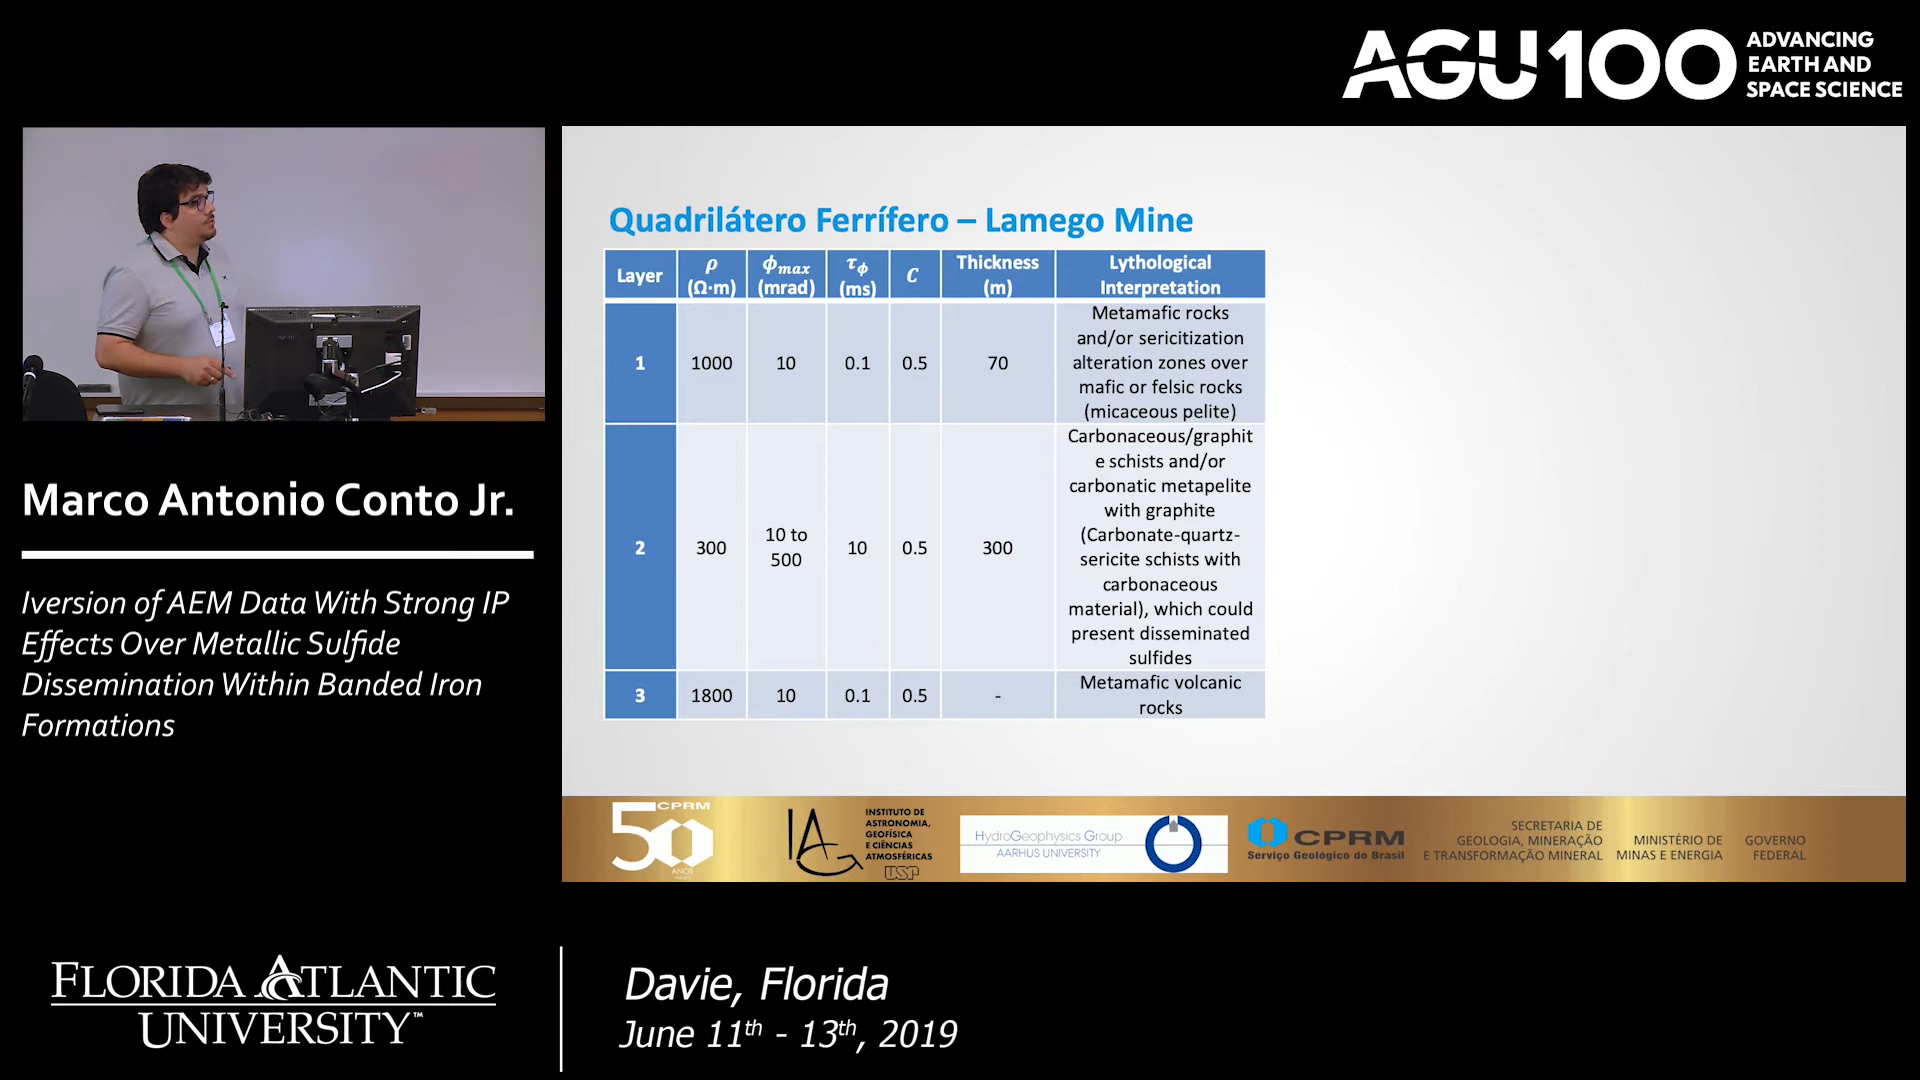 AGU100 ADVANCING
EARTH AND
SPACE SCIENCE
Marco Antonio Conto Jr.
Iversion of AEM Data With Strong IP
Effects Over Metallic Sulfide
Dissemination Within Banded Iron
Formations
Quadrilátero Ferrífero – Lamego Mine
Layer ρ (Ω·m) ϕmax (mrad) τϕ (ms) C Thickness (m) Lythological Interpretation
1 1000 10 0.1 0.5 70
Metamafic rocks
and/or sericitization
alteration zones over
mafic or felsic rocks
(micaceous pelite)
2 300 10 to 500 10 0.5 300
Carbonaceous/graphit
e schists and/or
carbonatic metapelite
with graphite
(Carbonate-quartz-
sericite schists with
carbonaceous
material), which could
present disseminated
sulfides
3 1800 10 0.1 0.5 -
Metamafic volcanic
rocks
50 CPRM
ANOS
IAG
INSTITUTO DE
ASTRONOMIA,
GEOFÍSICA
E CIÊNCIAS
ATMOSFÉRICAS
USP
HydroGeophysics Group
AARHUS UNIVERSITY
CPRM
Serviço Geológico do Brasil
SECRETARIA DE
GEOLOGIA, MINERAÇÃO
E TRANSFORMAÇÃO MINERAL
MINISTÉRIO DE
MINAS E ENERGIA
GOVERNO
FEDERAL
FLORIDA ATLANTIC
UNIVERSITY™
Davie, Florida
June 11th - 13th, 2019